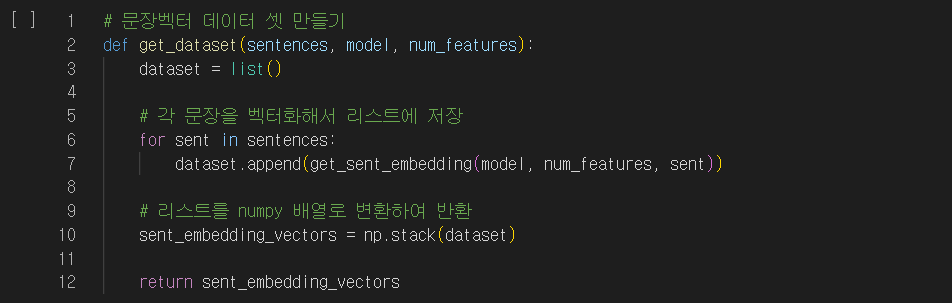 [ ] 1 # 문장벡터 데이터 셋 만들기
2 def get_dataset(sentences, model, num_features):
3     dataset = list()
4
5     # 각 문장을 벡터화해서 리스트에 저장
6     for sent in sentences:
7         dataset.append(get_sent_embedding(model, num_features, sent))
8
9     # 리스트를 numpy 배열로 변환하여 반환
10     sent_embedding_vectors = np.stack(dataset)
11
12     return sent_embedding_vectors